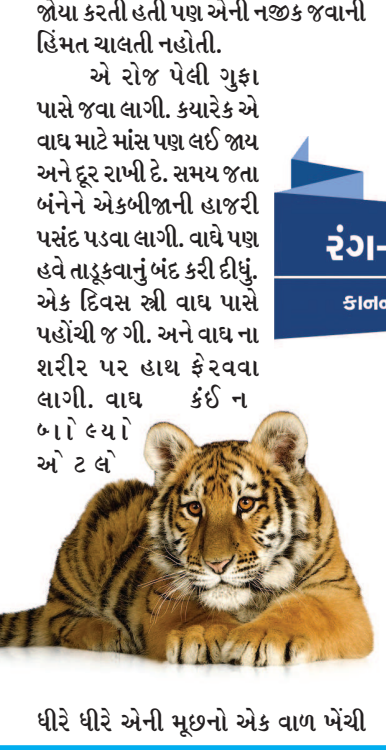 જોયા કરતી હતી પણ એની નજીક જવાની
હિંમત ચાલતી નહોતી.
એ રોજ પેલી ગુફા
પાસે જવા લાગી. કયારેક એ
વાઘ માટે માંસ પણ લઈ જાય
અને દૂર રાખી દે. સમય જતા
બંનેને એકબીજાની હાજરી
પસંદ પડવા લાગી. વાઘે પણ
હવે તાડૂકવાનું બંદ કરી દીધું.
એક દિવસ સ્ત્રી વાઘ પાસે
પહોંચી જ ગી. અને વાઘ ના
શરીર પર હાથ ફેરવવા
લાગી. વાઘ કંઈ ન
બોલ્યો
એટલે
ધીરે ધીરે એની મૂછનો એક વાળ ખેંચી
રંગ-